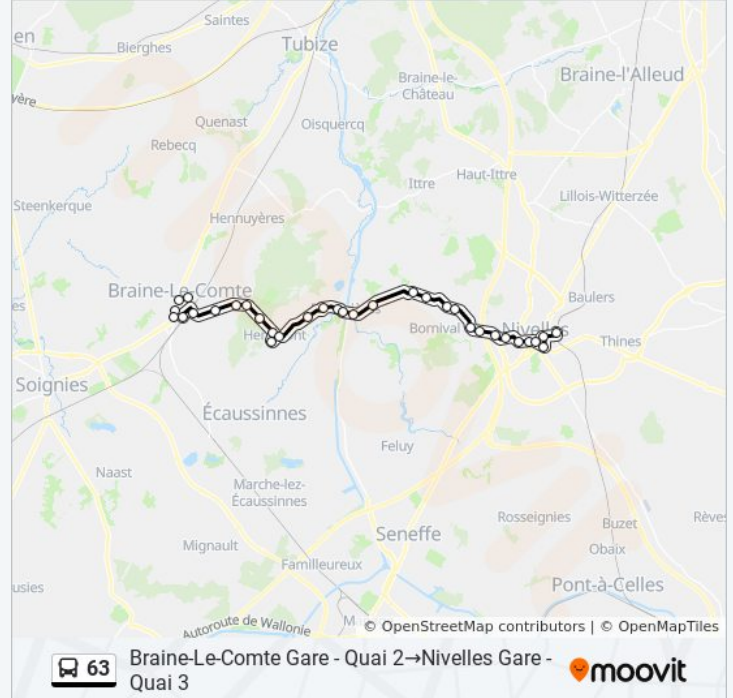 Saintes
en
Bierghes
Tubize
Braine-le-
Château
Braine-l'Alleud
Quenast
Oisquercq
Rebecq
Ittre
Haut-Ittre
Steenkerque
Lillois-Witterzée
Hennuyères
Braine-Le-Comte
Baulers
Bornival
Nivelles
Thines
Soignies
Écaussinnes
Feluy
Naast
Marche-lez-
Écaussinnes
Rosseignies
Buzet
Rêves
Seneffe
Obaix
Mignault
Familleureux
Pont-à-Celles
usies
Autoroute de Wallonie
M
© OpenStreetMap contributors | © OpenMapTiles
63
Braine-Le-Comte Gare - Quai 2→Nivelles Gare -
Quai 3
moovit